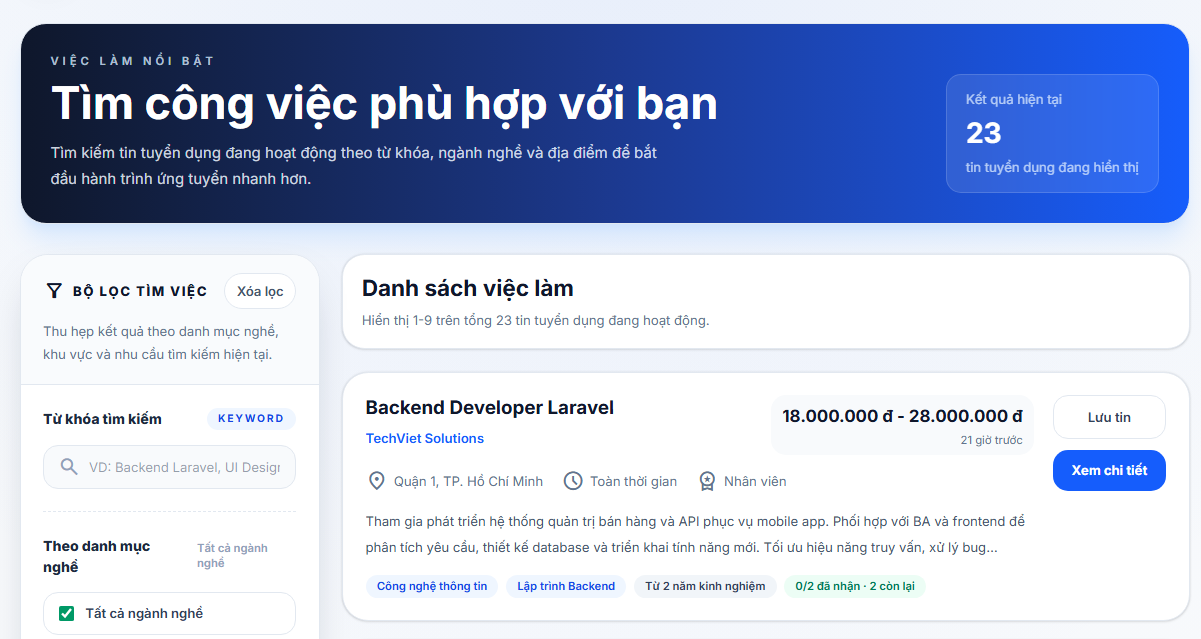 VIỆC LÀM NỔI BẬT
Tìm công việc phù hợp với bạn
Tìm kiếm tin tuyển dụng đang hoạt động theo từ khóa, ngành nghề và địa điểm để bắt
đầu hành trình ứng tuyển nhanh hơn.
Kết quả hiện tại
23
tin tuyển dụng đang hiển thị
BỘ LỌC TÌM VIỆC
Xóa lọc
Thu hẹp kết quả theo danh mục nghề,
khu vực và nhu cầu tìm kiếm hiện tại.
Từ khóa tìm kiếm
KEYWORD
VD: Backend Laravel, UI Design
Theo danh mục
nghề
Tất cả ngành
nghề
Tất cả ngành nghề
Danh sách việc làm
Hiển thị 1-9 trên tổng 23 tin tuyển dụng đang hoạt động.
Backend Developer Laravel
TechViet Solutions
18.000.000 đ - 28.000.000 đ
21 giờ trước
Lưu tin
Xem chi tiết
Quận 1, TP. Hồ Chí Minh
Toàn thời gian
Nhân viên
Tham gia phát triển hệ thống quản trị bán hàng và API phục vụ mobile app. Phối hợp với BA và frontend để
phân tích yêu cầu, thiết kế database và triển khai tính năng mới. Tối ưu hiệu năng truy vấn, xử lý bug...
Công nghệ thông tin
Lập trình Backend
Từ 2 năm kinh nghiệm
0/2 đã nhận · 2 còn lại